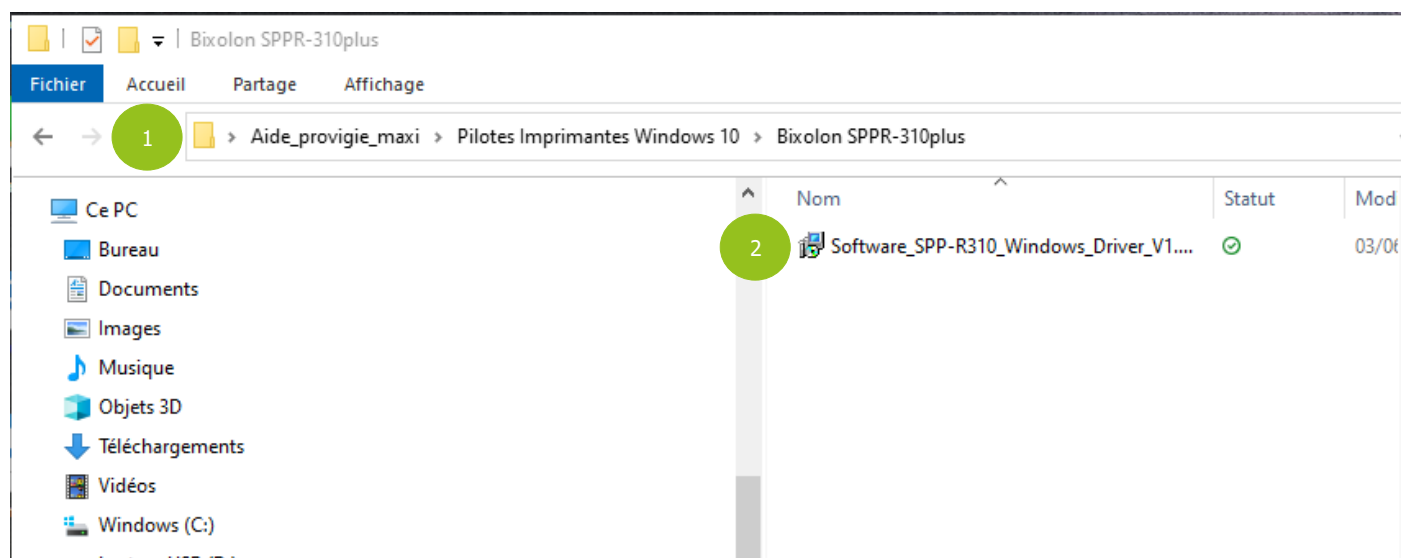 Bixolon SPPR-310plus
Fichier Accueil Partage Affichage
1 Aide_provigie_maxi Pilotes Imprimantes Windows 10 Bixolon SPPR-310plus
Nom Statut Mod
Ce PC
2 Software_SPP-R310_Windows_Driver_V1.... 03/06
Bureau
Documents
Images
Musique
Objets 3D
Téléchargements
Vidéos
Windows (C:)